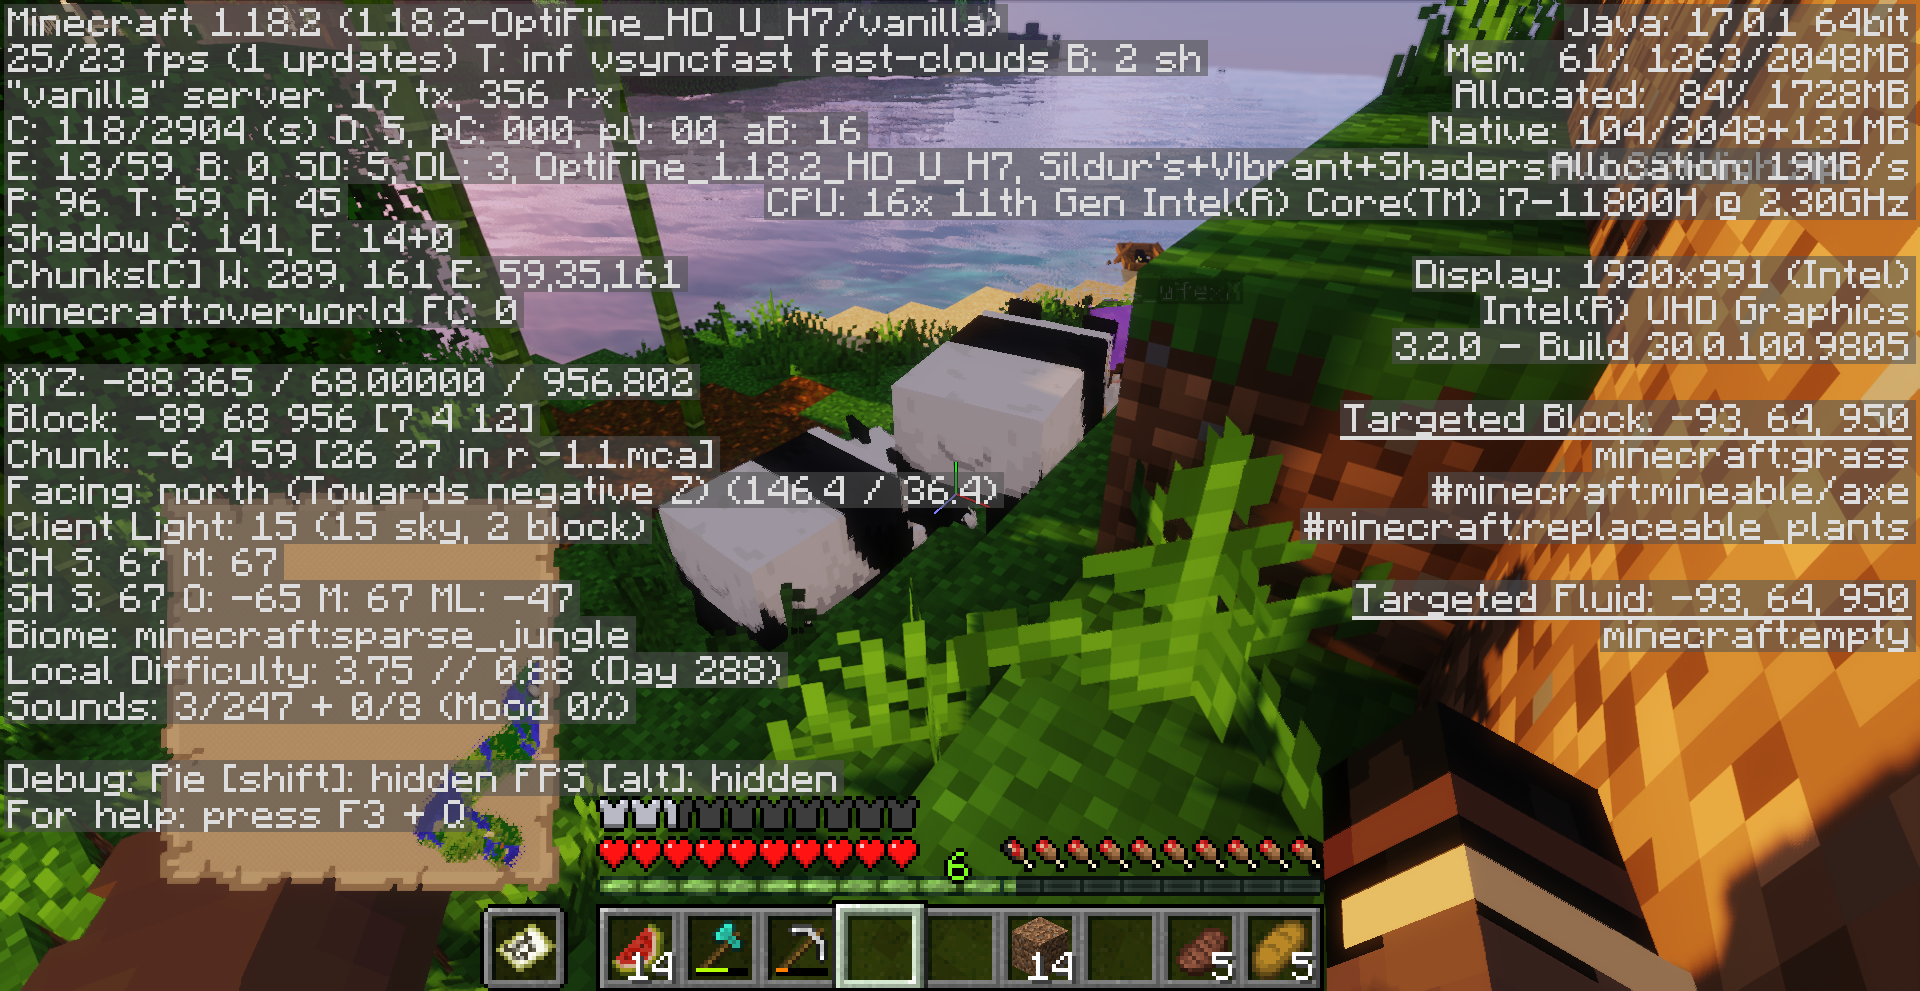 Minecraft 1.18.2 (1.18.2-OptiFine_HD_U_H7/vanilla)
25/23 fps (1 updates) T: inf vsyncfast fast-clouds B: 2 sh
"vanilla" server, 17 tx, 356 rx
C: 118/2904 (s) D: 5, pC: 000, pU: 00, aB: 16
E: 13/59, B: 0, SD: 5, DL: 3, OptiFine_1.18.2_HD_U_H7, Sildur's+Vibrant+Shaders
P: 96. T: 59, A: 45
Shadow C: 141, E: 14+0
Chunks[C] W: 289, 161 E: 59,35,161
minecraft:overworld FC: 0
XYZ: -88.365 / 68.00000 / 956.802
Block: -89 68 956 [7 4 12]
Chunk: -6 4 59 [26 27 in r.-1.1.mca]
Facing: north (Towards negative Z) (146.4 / 36.4)
Client Light: 15 (15 sky, 2 block)
CH S: 67 M: 67
SH S: 67 O: -65 M: 67 ML: -47
Biome: minecraft:sparse_jungle
Local Difficulty: 3.75 // 0.88 (Day 288)
Sounds: 3/247 + 0/8 (Mood 0%)
Debug: Pie [shift]: hidden FPS [alt]: hidden
For help: press F3 + Q
Java: 17.0.1 64bit
Mem: 61% 1263/2048MB
Allocated: 84% 1728MB
Native: 104/2048+131MB
Allocation: 19MB/s
CPU: 16x 11th Gen Intel(R) Core(TM) i7-11800H @ 2.30GHz
Display: 1920x991 (Intel)
Intel(R) UHD Graphics
3.2.0 - Build 30.0.100.9805
Targeted Block: -93, 64, 950
minecraft:grass
#minecraft:mineable/axe
#minecraft:replaceable_plants
Targeted Fluid: -93, 64, 950
minecraft:empty
6
14
14
5
5